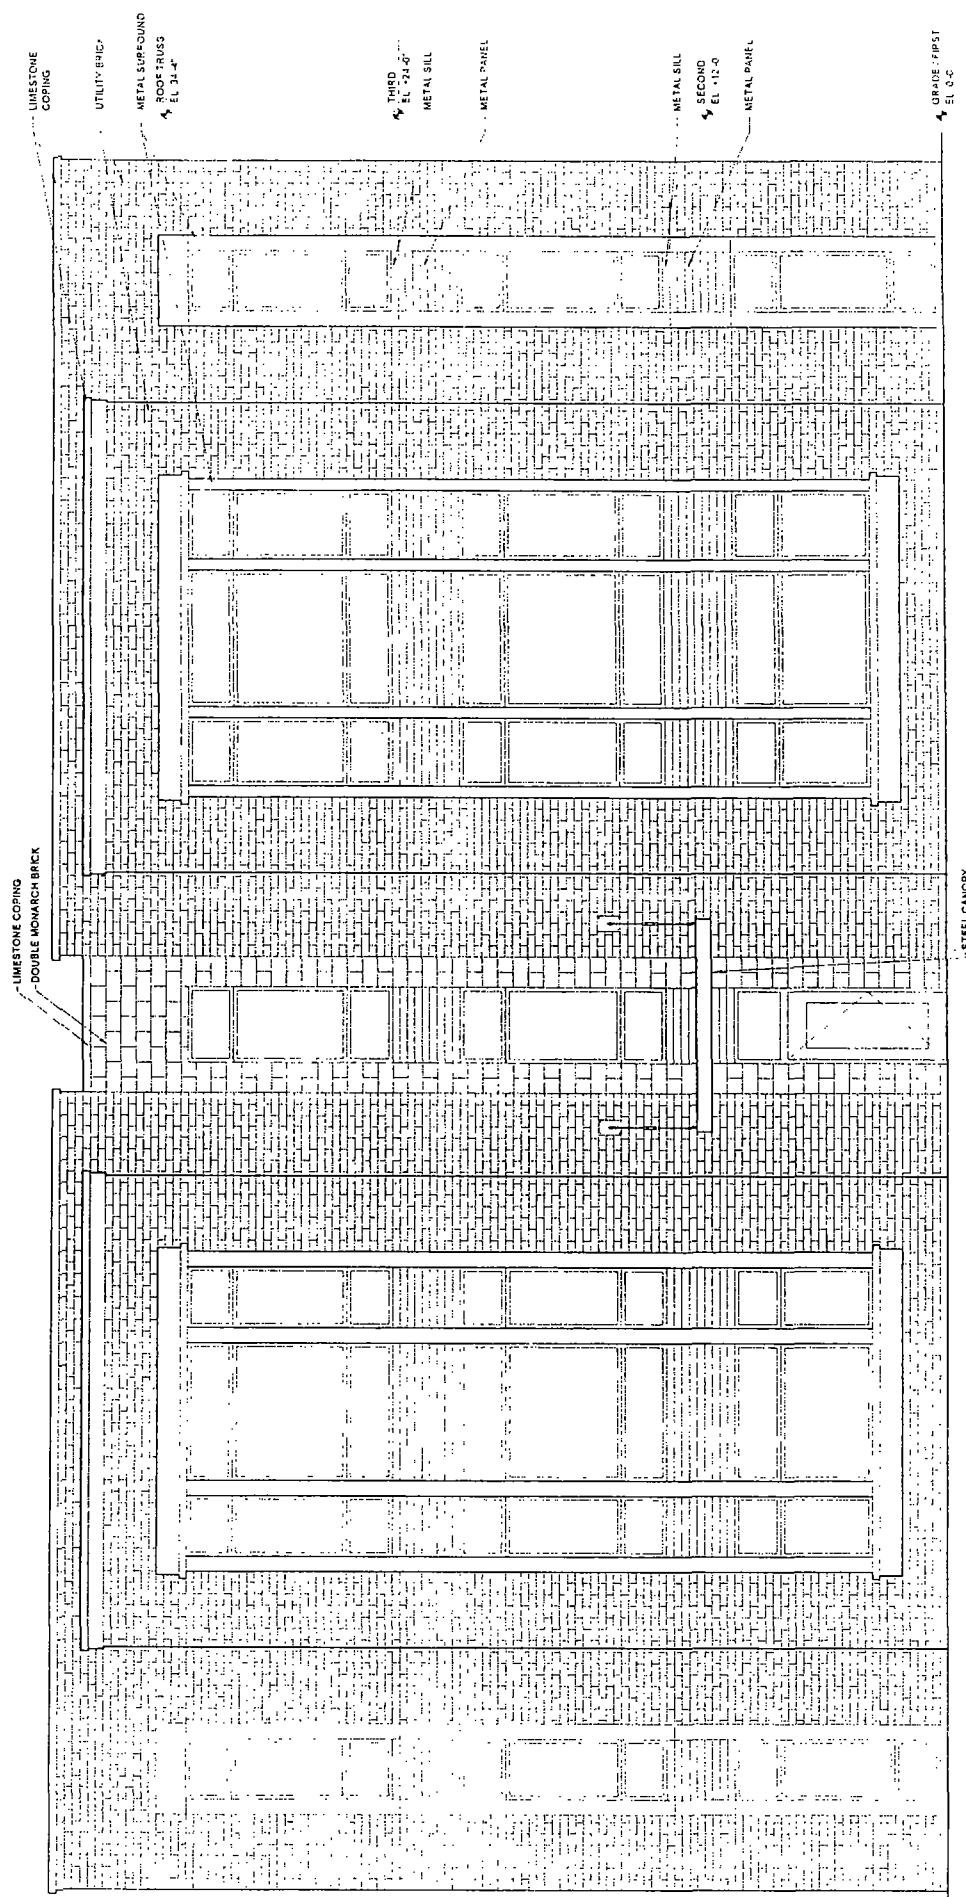 LIMESTONE
COPING
UTILITY BRICK
METAL SURROUND
ROOF TRUSS
EL 34'-4"
THIRD
EL +24'-0"
METAL SILL
METAL PANEL
METAL SILL
SECOND
EL +12'-0
METAL PANEL
GRADE / FIRST
EL 0'-0
LIMESTONE COPING
DOUBLE MONARCH BRICK
STEEL CANOPY